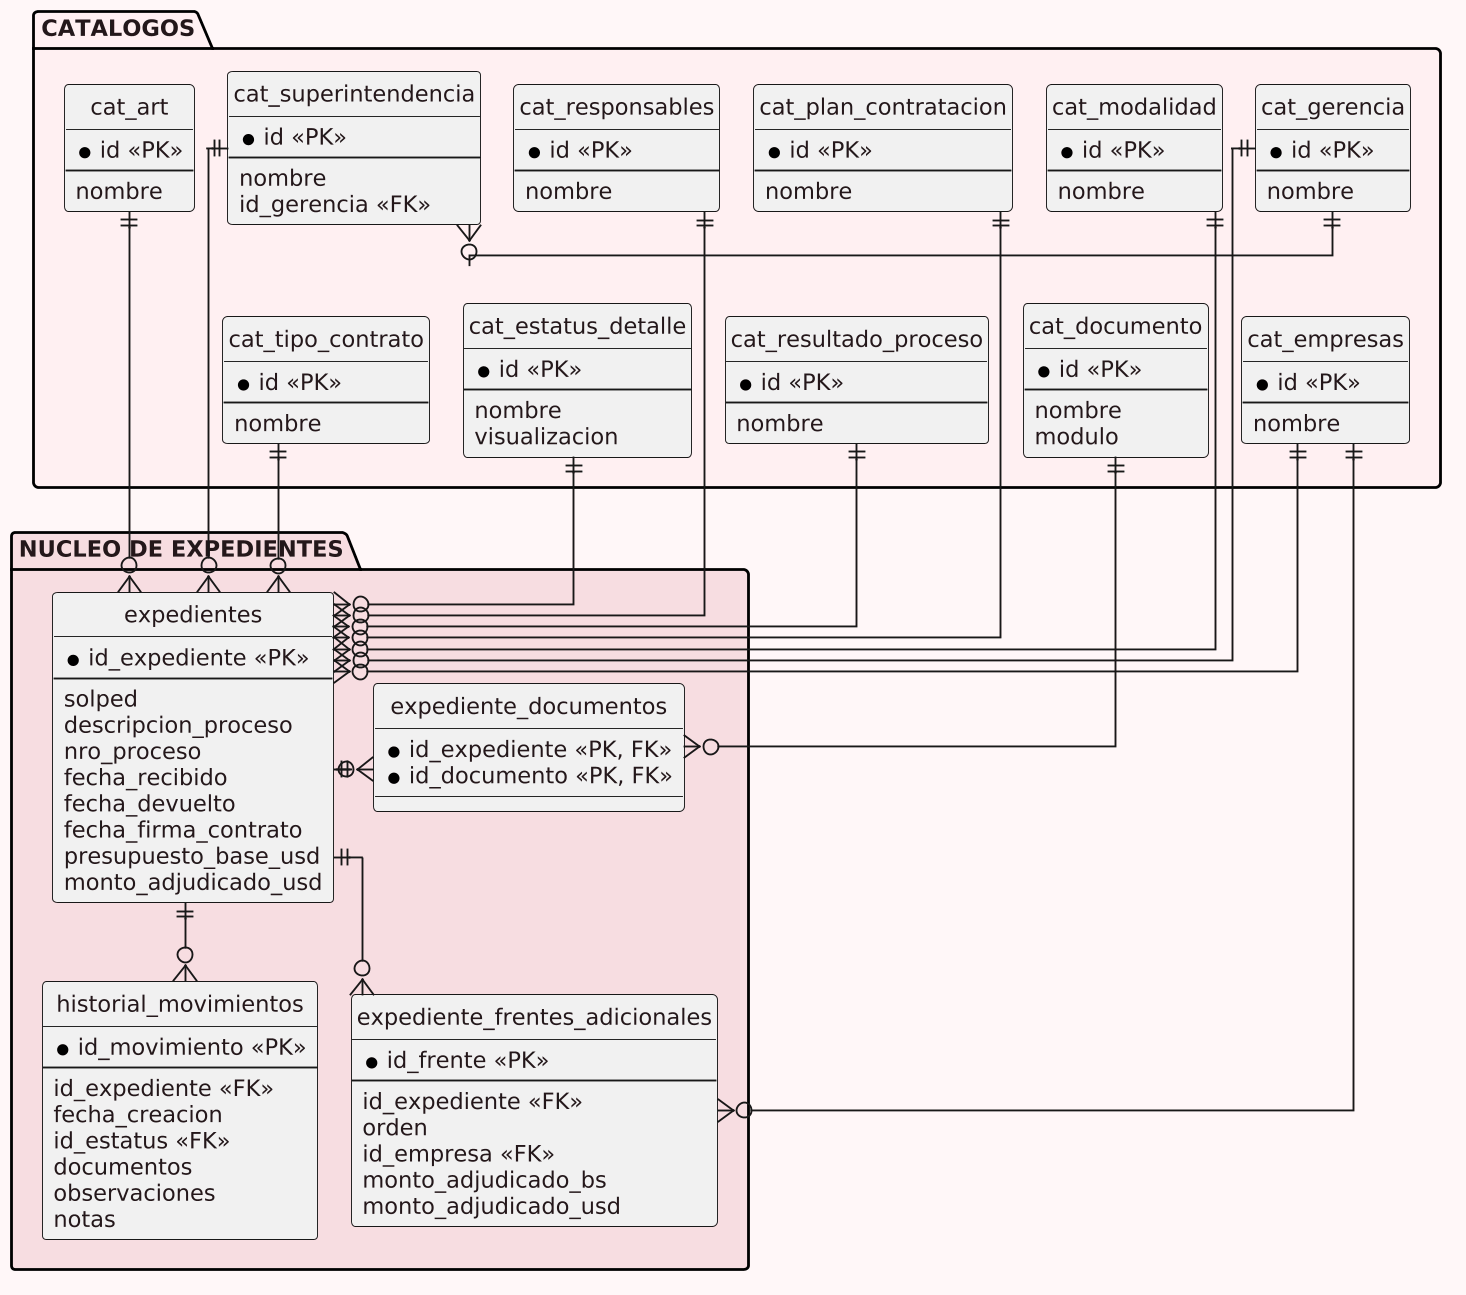 CATALOGOS
cat_art
id «PK»
nombre
cat_superintendencia
id «PK»
nombre
id_gerencia «FK»
cat_responsables
id «PK»
nombre
cat_plan_contratacion
id «PK»
nombre
cat_modalidad
id «PK»
nombre
cat_gerencia
id «PK»
nombre
cat_tipo_contrato
id «PK»
nombre
cat_estatus_detalle
id «PK»
nombre
visualizacion
cat_resultado_proceso
id «PK»
nombre
cat_documento
id «PK»
nombre
modulo
cat_empresas
id «PK»
nombre
NUCLEO DE EXPEDIENTES
expedientes
id_expediente «PK»
solped
descripcion_proceso
nro_proceso
fecha_recibido
fecha_devuelto
fecha_firma_contrato
presupuesto_base_usd
monto_adjudicado_usd
expediente_documentos
id_expediente «PK, FK»
id_documento «PK, FK»
historial_movimientos
id_movimiento «PK»
id_expediente «FK»
fecha_creacion
id_estatus «FK»
documentos
observaciones
notas
expediente_frentes_adicionales
id_frente «PK»
id_expediente «FK»
orden
id_empresa «FK»
monto_adjudicado_bs
monto_adjudicado_usd